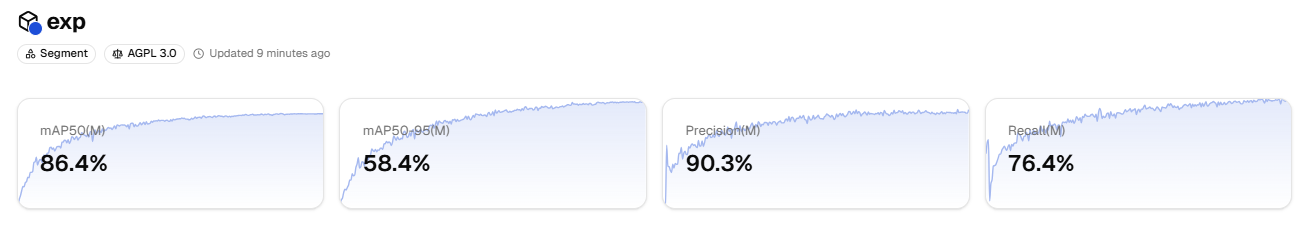 exp
Segment AGPL 3.0 Updated 9 minutes ago
mAP50(M) mAP50-95(M) Precision(M) Recall(M)
86.4% 58.4% 90.3% 76.4%